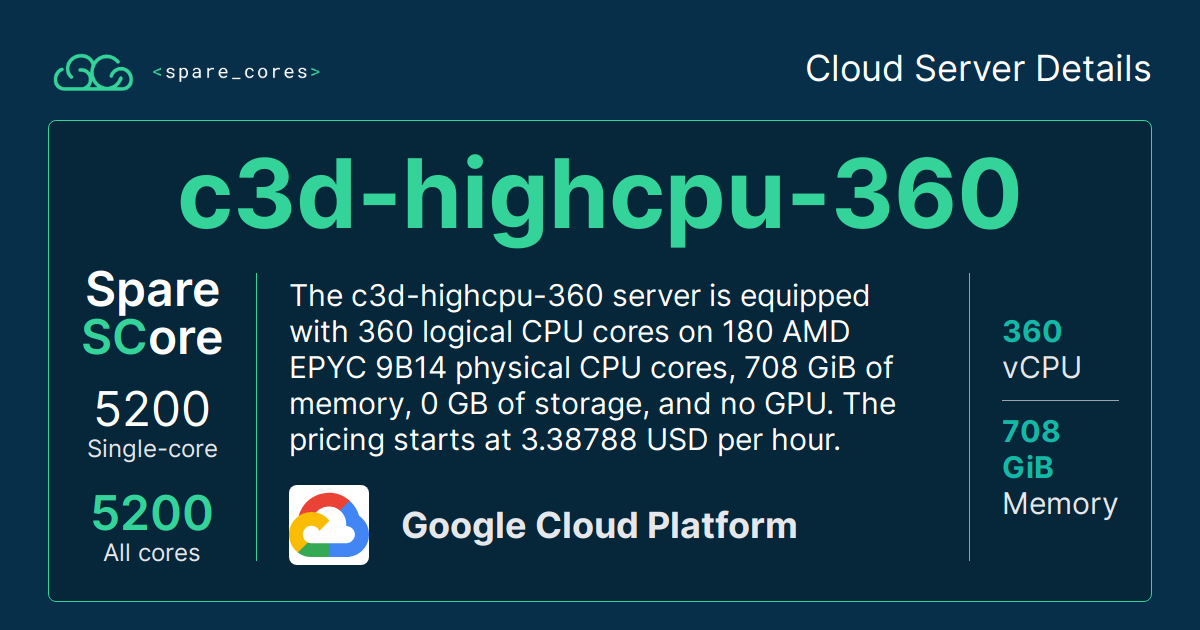 <spare_cores>
Cloud Server Details
c3d-highcpu-360
Spare
SCore
5200
Single-core
5200
All cores
The c3d-highcpu-360 server is equipped
with 360 logical CPU cores on 180 AMD
EPYC 9B14 physical CPU cores, 708 GiB of
memory, 0 GB of storage, and no GPU. The
pricing starts at 3.38788 USD per hour.
Google Cloud Platform
360
vCPU
708
GiB
Memory